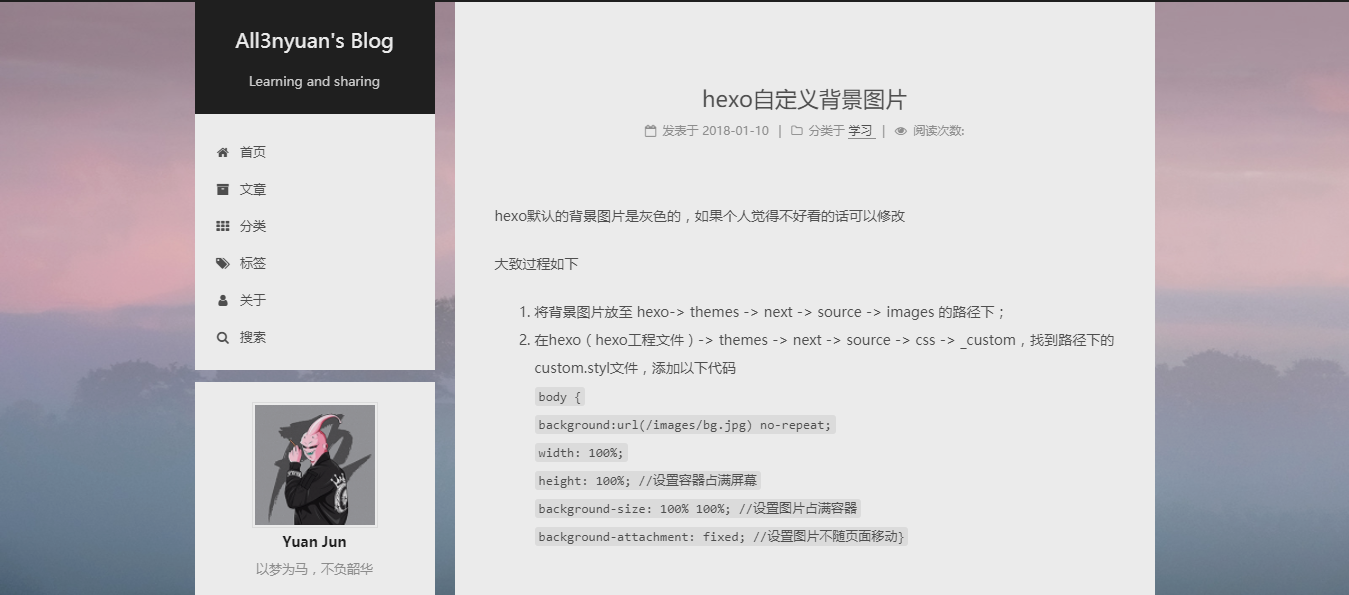 All3nyuan's Blog
Learning and sharing
首页
文章
分类
标签
关于
搜索
Yuan Jun
以梦为马，不负韶华
hexo自定义背景图片
发表于 2018-01-10 | 分类于 学习 | 阅读次数:
hexo默认的背景图片是灰色的，如果个人觉得不好看的话可以修改
大致过程如下
1. 将背景图片放至 hexo-> themes -> next -> source -> images 的路径下；
2. 在hexo（hexo工程文件）-> themes -> next -> source -> css -> _custom，找到路径下的
custom.styl文件，添加以下代码
body {
background:url(/images/bg.jpg) no-repeat;
width: 100%;
height: 100%; //设置容器占满屏幕
background-size: 100% 100%; //设置图片占满容器
background-attachment: fixed; //设置图片不随页面移动}